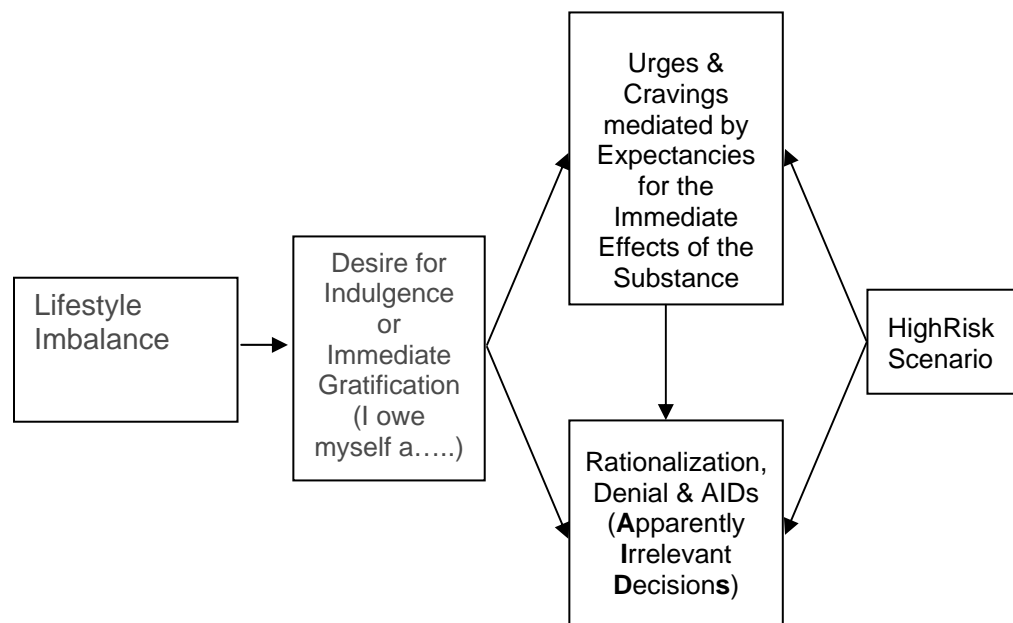 Lifestyle
Imbalance
Desire for
Indulgence
or
Immediate
Gratification
(I owe
myself a…..)
Urges &
Cravings
mediated by
Expectancies
for the
Immediate
Effects of the
Substance
Rationalization,
Denial & AIDs
(Apparently
Irrelevant
Decisions)
HighRisk
Scenario